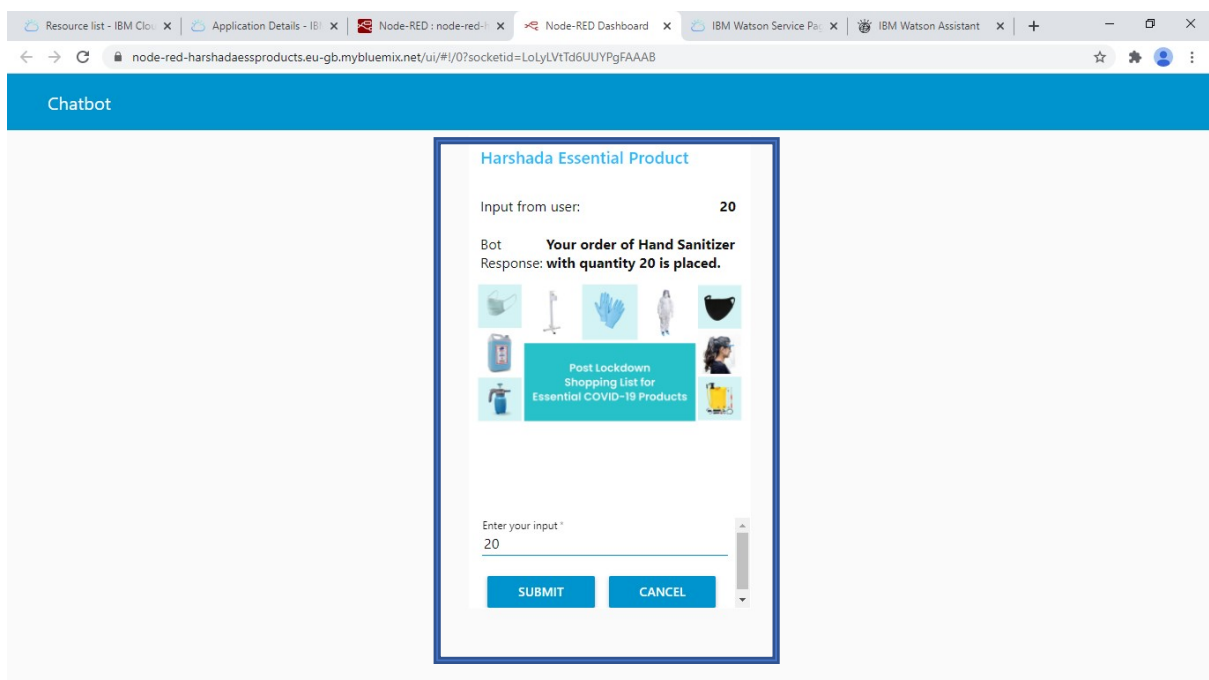 Resource list - IBM Clou
Application Details - IB
Node-RED : node-red-h
Node-RED Dashboard
IBM Watson Service Pag
IBM Watson Assistant
node-red-harshadaessproducts.eu-gb.mybluemix.net/ui/#!/0?socketid=LoLyLVtTd6UUYPgFAAAB
Chatbot
Harshada Essential Product
Input from user: 20
Bot Your order of Hand Sanitizer
Response: with quantity 20 is placed.
Post Lockdown
Shopping List for
Essential COVID-19 Products
Enter your input *
20
SUBMIT CANCEL